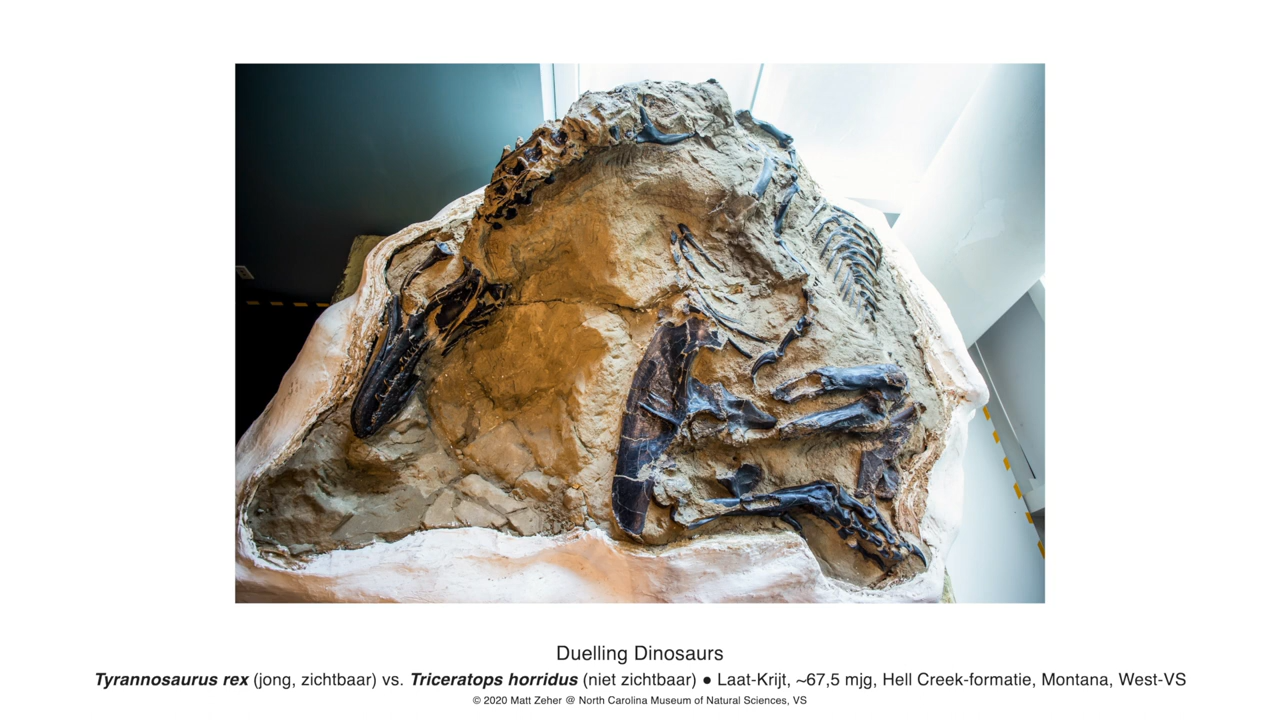 Duelling Dinosaurs
Tyrannosaurus rex (jong, zichtbaar) vs. Triceratops horridus (niet zichtbaar) ● Laat-Krijt, ~67,5 mjg, Hell Creek-formatie, Montana, West-VS
© 2020 Matt Zeher @ North Carolina Museum of Natural Sciences, VS